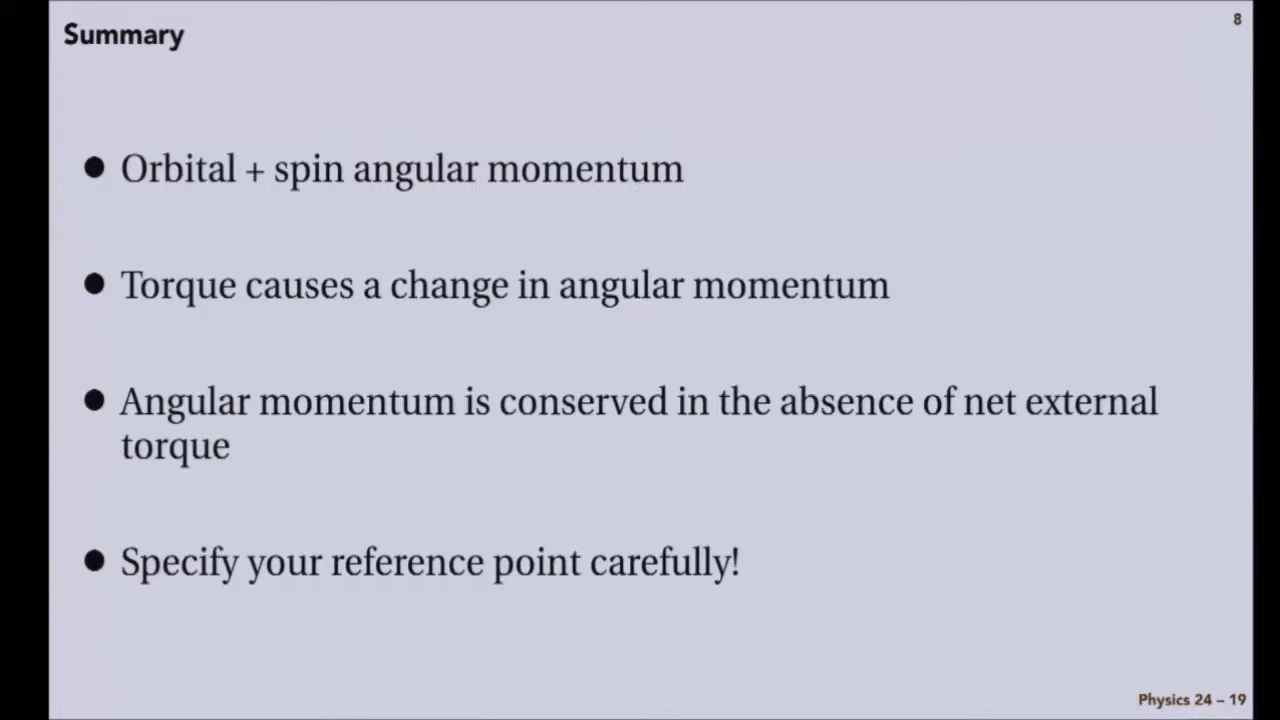 Summary
8
● Orbital + spin angular momentum
● Torque causes a change in angular momentum
● Angular momentum is conserved in the absence of net external
torque
● Specify your reference point carefully!
Physics 24 – 19